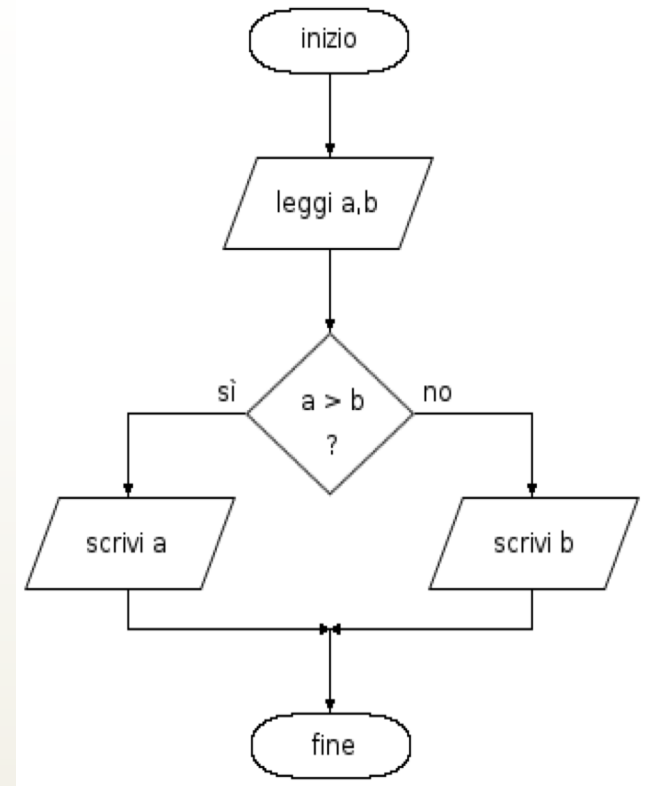 inizio
leggi a,b
sì
a > b
?
no
scrivi a
scrivi b
fine